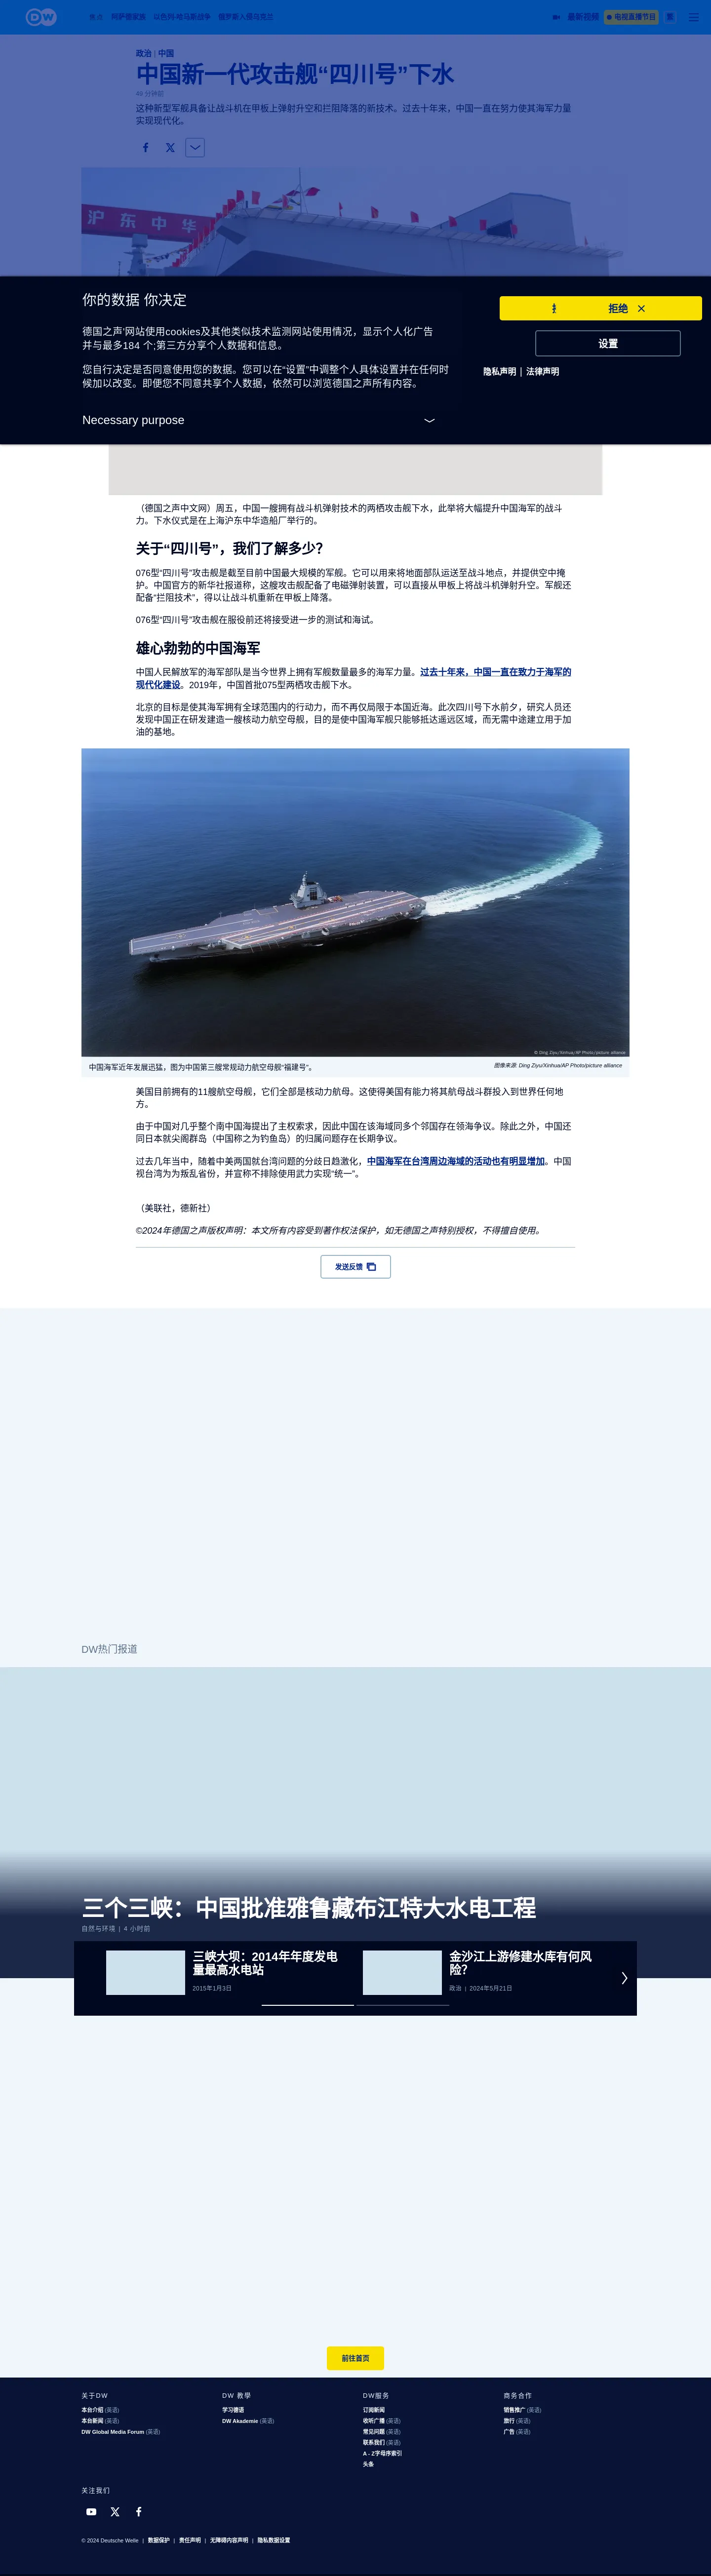 DW
焦点
柯萨儒家族
以色列-哈马斯战争
俄罗斯入侵乌克兰
最新视频
电视直播节目
繁
政治 | 中国
中国新一代攻击舰“四川号”下水
这种新型军舰具备让战斗机在甲板上弹射升空和拦阻降落的新技术。过去十年来，中国一直在努力使其海军力量
实现现代化。
沪东中华
你的数据 你决定
德国之声'网站使用cookies及其他类似技术监测网站使用情况，显示个人化广告
并与最多184 个;第三方分享个人数据和信息。
您自行决定是否同意使用您的数据。您可以在“设置”中调整个人具体设置并在任何时
候加以改变。即便您不同意共享个人数据，依然可以浏览德国之声所有内容。
Necessary purpose
拒绝
设置
隐私声明 | 法律声明
（德国之声中文网）周五，中国一艘拥有战斗机弹射技术的两栖攻击舰下水，此举将大幅提升中国海军的战斗
力。下水仪式是在上海沪东中华造船厂举行的。
关于“四川号”，我们了解多少？
076型“四川号”攻击舰是截至目前中国最大规模的军舰。它可以用来将地面部队运送至战斗地点，并提供空中掩
护。中国官方的新华社报道称，这艘攻击舰配备了电磁弹射装置，可以直接从甲板上将战斗机弹射升空。军舰还
配备“拦阻技术”，得以让战斗机重新在甲板上降落。
076型“四川号”攻击舰在服役前还将接受进一步的测试和海试。
雄心勃勃的中国海军
中国人民解放军的海军部队是当今世界上拥有军舰数量最多的海军力量。过去十年来，中国一直在致力于海军的
现代化建设。2019年，中国首批075型两栖攻击舰下水。
北京的目标是使其海军拥有全球范围内的行动力，而不再仅局限于本国近海。此次四川号下水前夕，研究人员还
发现中国正在研发建造一艘核动力航空母舰，目的是使中国海军舰只能够抵达遥远区域，而无需中途建立用于加
油的基地。
© Ding Ziyu/Xinhua/AP Photo/picture alliance
中国海军近年发展迅猛，图为中国第三艘常规动力航空母舰“福建号”。
图像来源: Ding Ziyu/Xinhua/AP Photo/picture alliance
美国目前拥有的11艘航空母舰，它们全部是核动力航母。这使得美国有能力将其航母战斗群投入到世界任何地
方。
由于中国对几乎整个南中国海提出了主权索求，因此中国在该海域同多个邻国存在领海争议。除此之外，中国还
同日本就尖阁群岛（中国称之为钓鱼岛）的归属问题存在长期争议。
过去几年当中，随着中美两国就台湾问题的分歧日趋激化，中国海军在台湾周边海域的活动也有明显增加。中国
视台湾为为叛乱省份，并宣称不排除使用武力实现“统一”。
（美联社，德新社）
©2024年德国之声版权声明：本文所有内容受到著作权法保护，如无德国之声特别授权，不得擅自使用。
发送反馈
DW热门报道
三个三峡：中国批准雅鲁藏布江特大水电工程
自然与环境 | 4 小时前
三峡大坝：2014年年度发电
量最高水电站
2015年1月3日
金沙江上游修建水库有何风
险？
政治 | 2024年5月21日
前往首页
关于DW
本台介绍 (英语)
本台新闻 (英语)
DW Global Media Forum (英语)
DW 教學
学习德语
DW Akademie (英语)
DW服务
订阅新闻
收听广播 (英语)
常见问题 (英语)
联系我们 (英语)
A - Z字母序索引
头条
商务合作
销售推广 (英语)
旅行 (英语)
广告 (英语)
关注我们
© 2024 Deutsche Welle | 数据保护 | 责任声明 | 无障碍内容声明 | 隐私数据设置